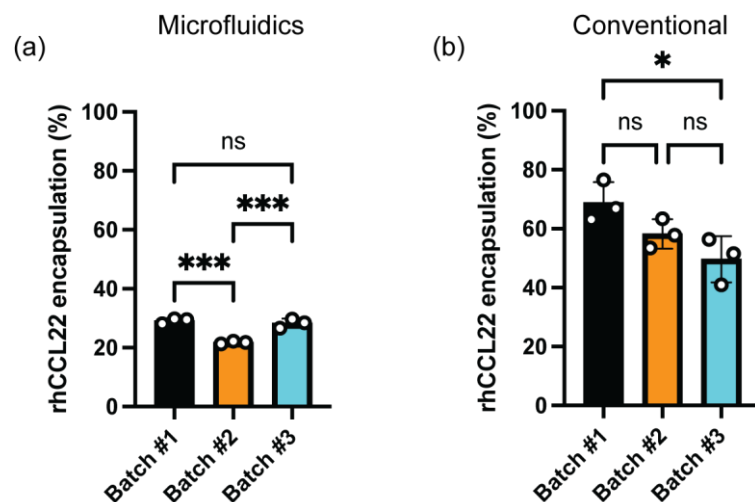 Microfluidics
(a)
rhCCL22 encapsulation (%)
100
80
60
40
20
0
ns
***
***
Batch #1
Batch #2
Batch #3
Conventional
(b)
rhCCL22 encapsulation (%)
100
80
60
40
20
0
*
ns
ns
Batch #1
Batch #2
Batch #3